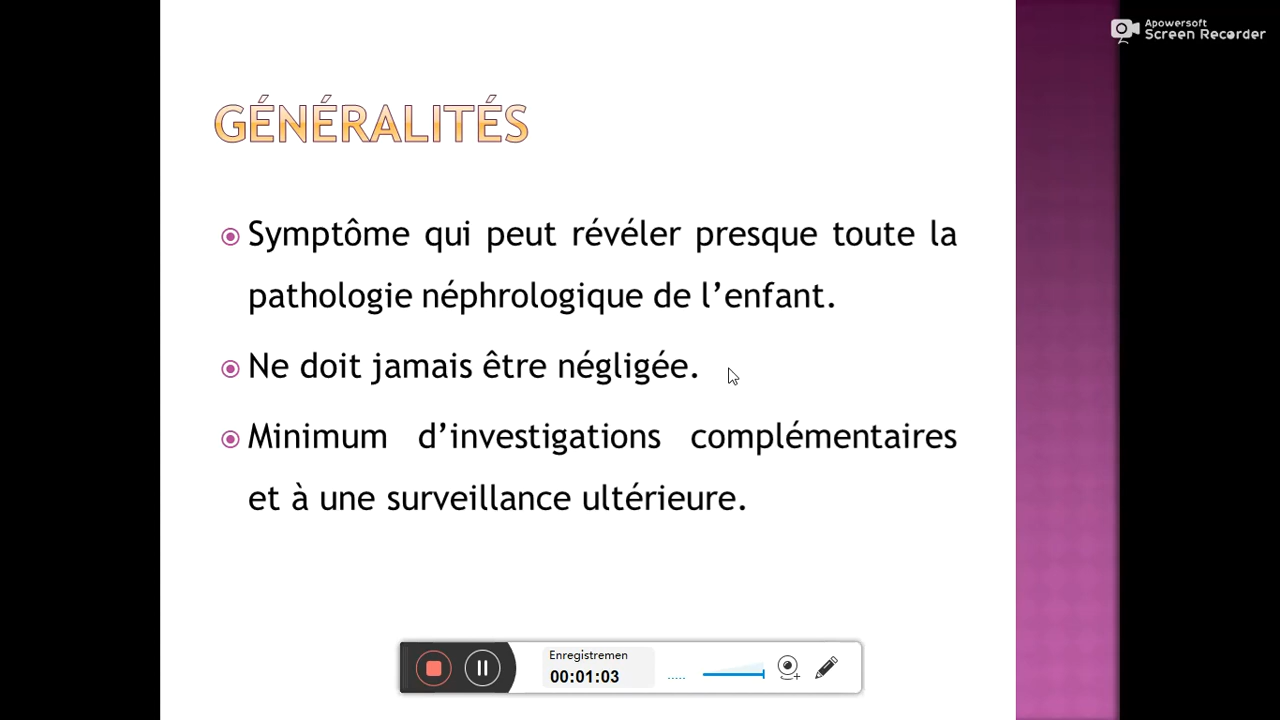 Apowersoft
Screen Recorder
GÉNÉRALITÉS
Symptôme qui peut révéler presque toute la
pathologie néphrologique de l’enfant.
Ne doit jamais être négligée.
Minimum d’investigations complémentaires
et à une surveillance ultérieure.
Enregistremen
00:01:03